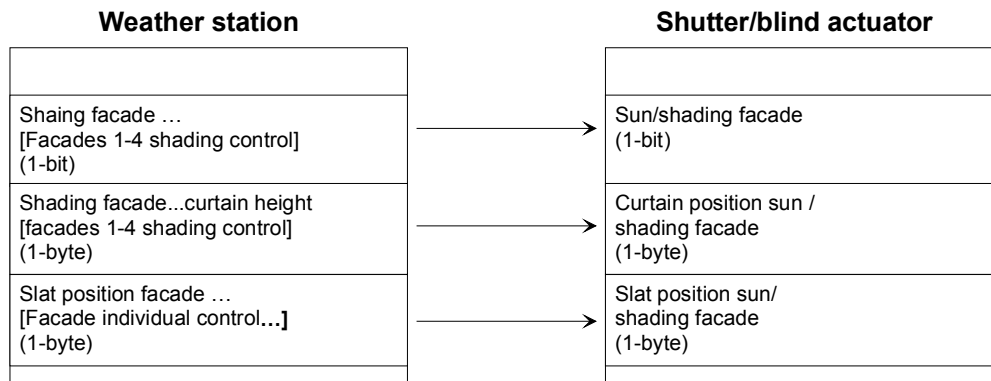 Weather station
Shutter/blind actuator
Shaing facade …
[Facades 1-4 shading control]
(1-bit)
Sun/shading facade
(1-bit)
Shading facade...curtain height
[facades 1-4 shading control]
(1-byte)
Curtain position sun /
shading facade
(1-byte)
Slat position facade …
[Facade individual control...]
(1-byte)
Slat position sun/
shading facade
(1-byte)